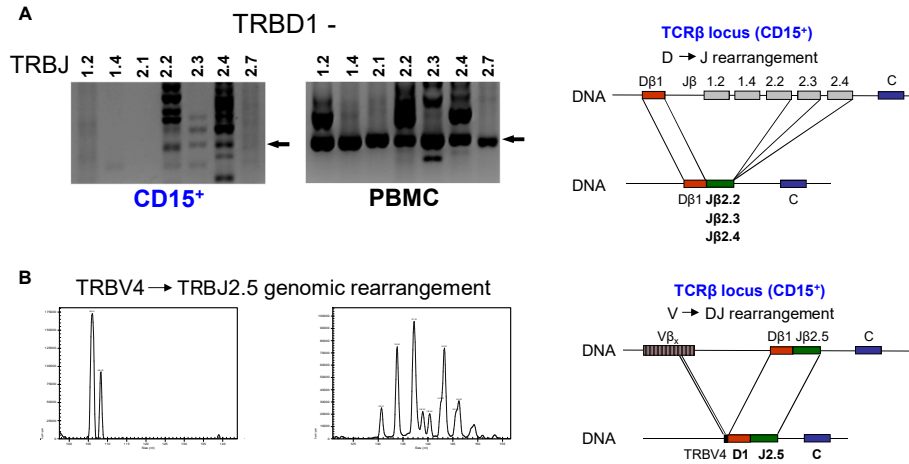 A
TRBD1 -
TRBJ
1.2 1.4 2.1 2.2 2.3 2.4 2.7
1.2 1.4 2.1 2.2 2.3 2.4 2.7
CD15+
PBMC
TCRβ locus (CD15+)
D → J rearrangement
Dβ1 Jβ 1.2 1.4 2.2 2.3 2.4 C
DNA
DNA
Dβ1 Jβ2.2 C
Jβ2.3
Jβ2.4
B
TRBV4 → TRBJ2.5 genomic rearrangement
TCRβ locus (CD15+)
V → DJ rearrangement
Vβx Dβ1 Jβ2.5 C
DNA
DNA
TRBV4 D1 J2.5 C